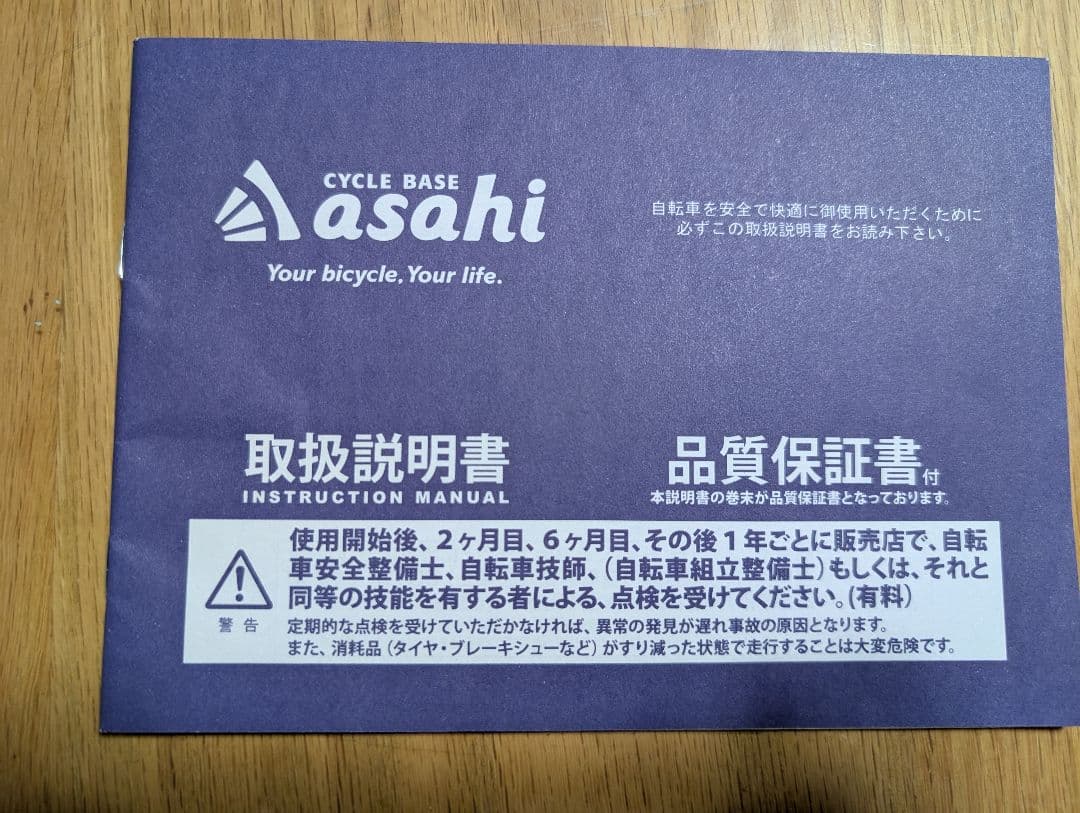 CYCLE BASE
asahi
Your bicycle, Your life.
自転車を安全で快適に御使用いただくために
必ずこの取扱説明書をお読み下さい。
取扱説明書
INSTRUCTION MANUAL
品質保証書付
本説明書の巻末が品質保証書となっております。
使用開始後、2ヶ月目、6ヶ月目、その後1年ごとに販売店で、自転
車安全整備士、自転車技師、(自転車組立整備士)もしくは、それと
同等の技能を有する者による、点検を受けてください。(有料)
警告
定期的な点検を受けていただかなければ、異常の発見が遅れ事故の原因となります。
また、消耗品(タイヤ・ブレーキシューなど)がすり減った状態で走行することは大変危険です。